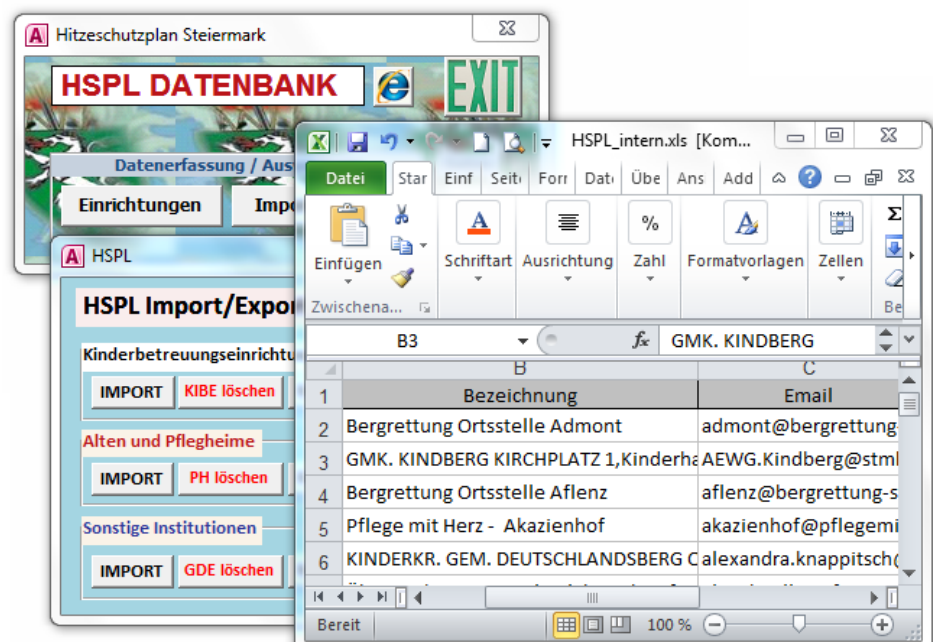 Hitzeschutzplan Steiermark
HSPL DATENBANK
EXIT
Datenerfassung / Aus
Einrichtungen
Impo
HSPL
HSPL Import/Expor
Kinderbetreuungseinrichtu
IMPORT KIBE löschen
Alten und Pflegheime
IMPORT PH löschen
Sonstige Institutionen
IMPORT GDE löschen
HSPL_intern.xls [Kom...
Datei Star Einf Seit Forr Dat Übe Ans Add
Einfügen Schriftart Ausrichtung Zahl Formatvorlagen Zellen
Zwischena... Be
B3 fx GMK. KINDBERG
B C
1 Bezeichnung Email
2 Bergrettung Ortsstelle Admont admont@bergrettung-
3 GMK. KINDBERG KIRCHPLATZ 1,Kinderha AEWG.Kindberg@stml
4 Bergrettung Ortsstelle Aflenz aflenz@bergrettung-s
5 Pflege mit Herz - Akazienhof akazienhof@pflegemi
6 KINDERKR. GEM. DEUTSCHLANDSBERG C alexandra.knappitsch@
Bereit 100 %